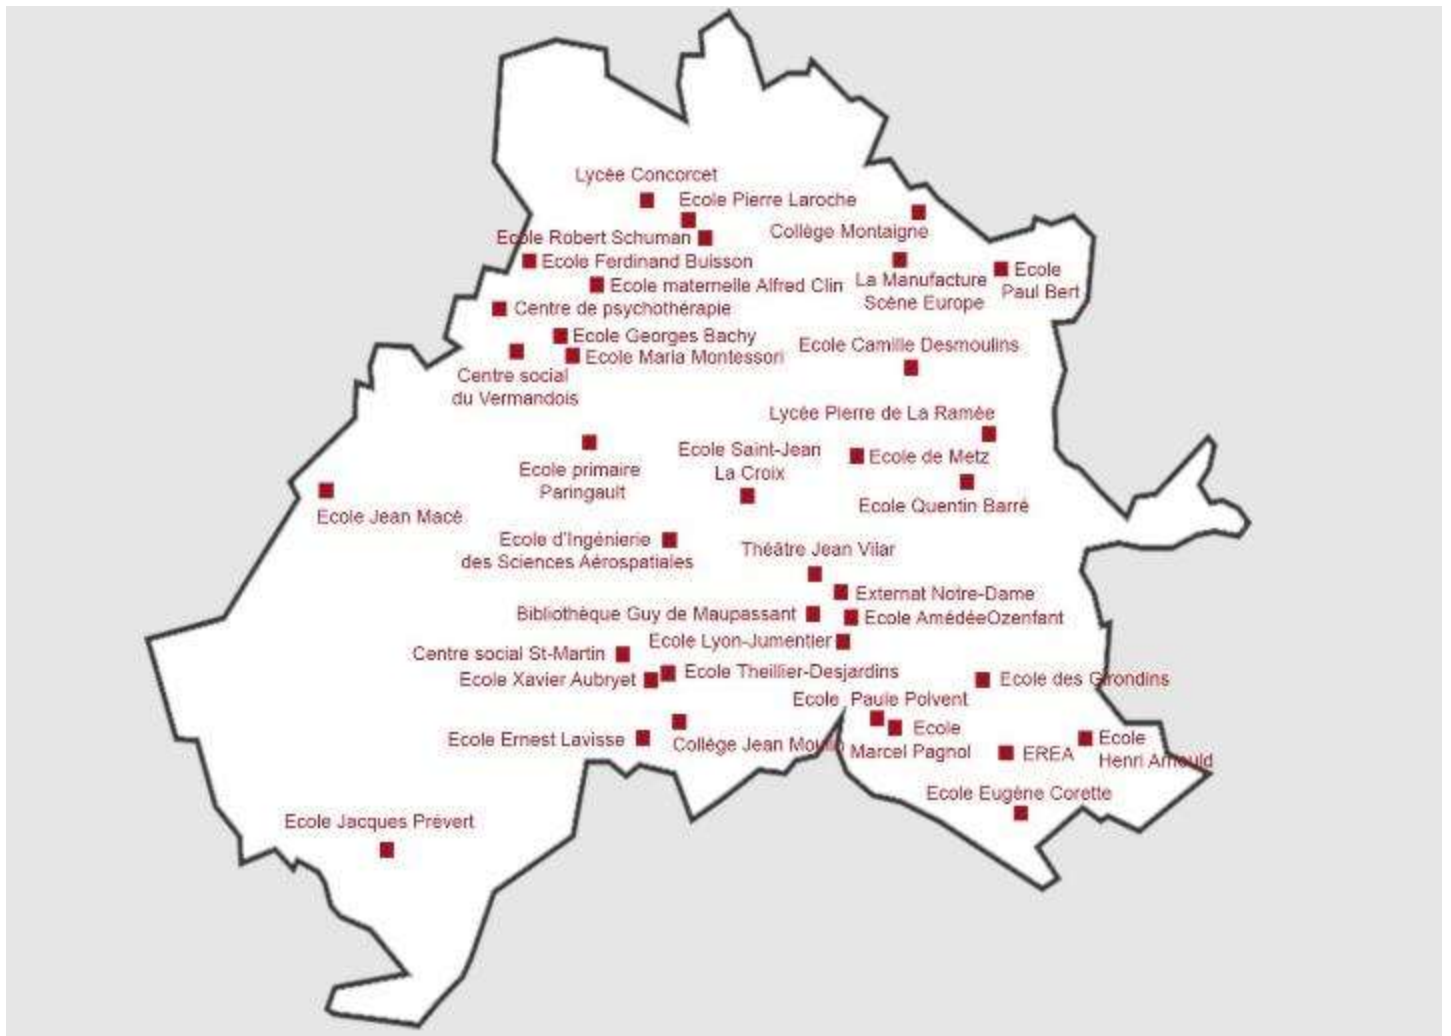 Lycée Concorcet
Ecole Pierre Laroche
Collège Montaigne
Ecole Robert Schuman
Ecole Ferdinand Buisson
Ecole
Paul Bert
La Manufacture
Scène Europe
Ecole maternelle Alfred Clin
Centre de psychothérapie
Ecole Georges Bachy
Ecole Maria Montessori
Ecole Camille Desmoulins
Centre social
du Vermandois
Lycée Pierre de La Ramée
Ecole Saint-Jean
La Croix
Ecole de Metz
Ecole primaire
Paringault
Ecole Quentin Barré
Ecole Jean Macé
Ecole d'Ingénierie
des Sciences Aérospatiales
Théâtre Jean Vilar
Externat Notre-Dame
Bibliothèque Guy de Maupassant
Ecole AmédéeOzenfant
Ecole Lyon-Jumentier
Centre social St-Martin
Ecole Theillier-Desjardins
Ecole Xavier Aubryet
Ecole des Girondins
Ecole Paule Polvent
Ecole
Marcel Pagnol
Ecole Ernest Lavisse
Collège Jean Moulin
EREA
Ecole
Henri Arnould
Ecole Eugène Corette
Ecole Jacques Prévert